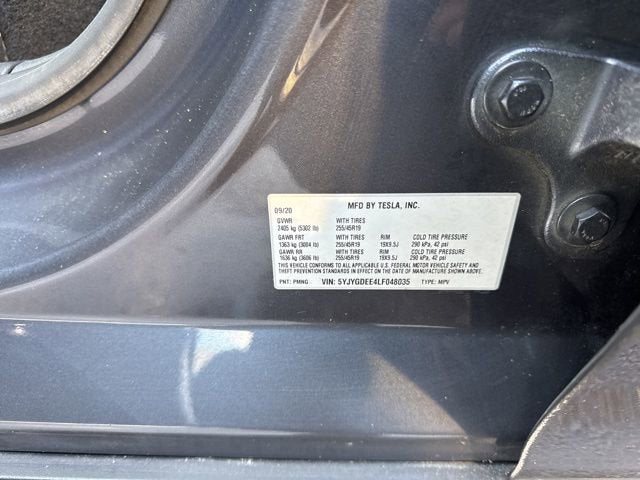 09/20 MFD BY TESLA, INC.
GVWR WITH TIRES
2405 kg (5302 lb) 255/45R19
GAWR FRT WITH TIRES RIM COLD TIRE PRESSURE
1363 kg (3004 lb) 255/45R19 19X9.5J 290 kPa, 42 psi
GAWR RR WITH TIRES RIM COLD TIRE PRESSURE
1636 kg (3606 lb) 255/45R19 19X9.5J 290 kPa, 42 psi
THIS VEHICLE CONFORMS TO ALL APPLICABLE U.S. FEDERAL MOTOR VEHICLE SAFETY AND
THEFT PREVENTION STANDARDS IN EFFECT ON THE DATE OF MANUFACTURE SHOWN ABOVE.
PNT: PMNG VIN: 5YJYGDEE4LF048035 TYPE: MPV